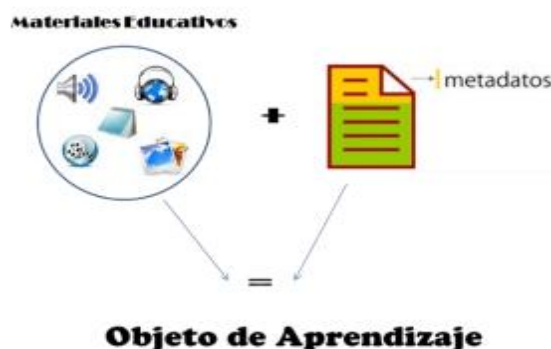 Materiales Educativos
+
metadatos
=
Objeto de Aprendizaje